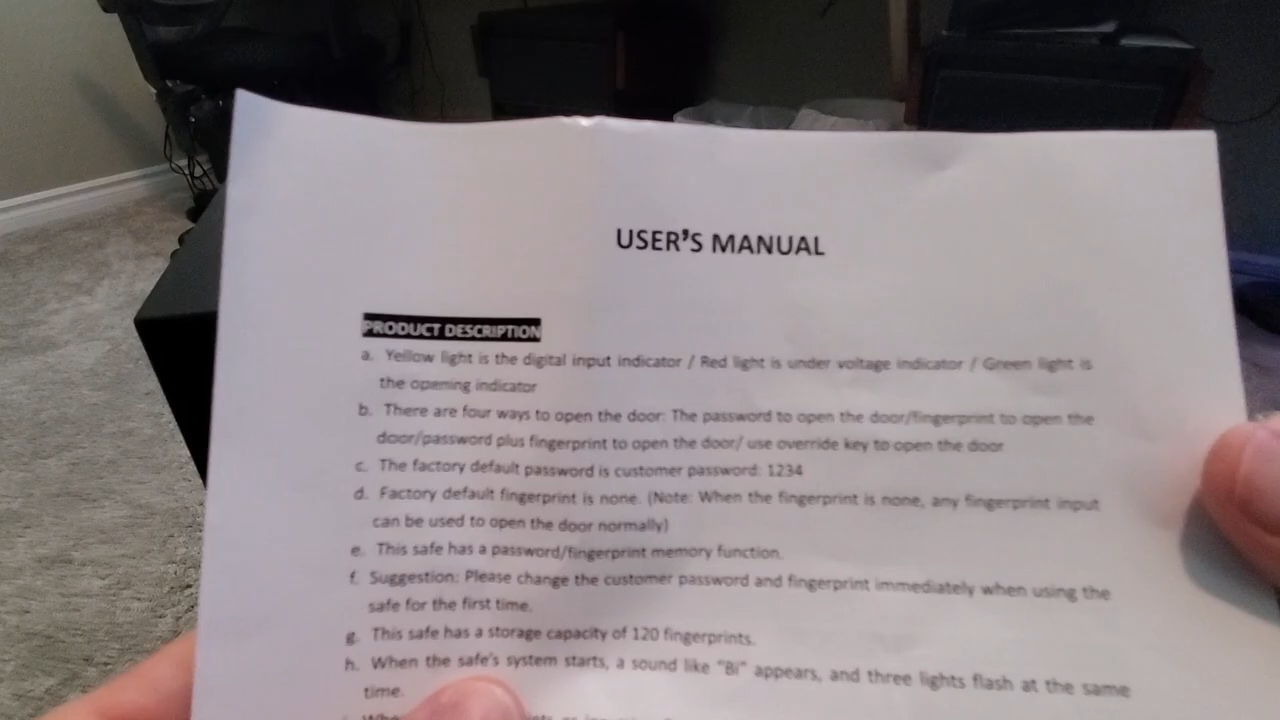 USER'S MANUAL
PRODUCT DESCRIPTION
a. Yellow light is the digital input indicator / Red light is under voltage indicator / Green light is
the opening indicator
b. There are four ways to open the door: The password to open the door/fingerprint to open the
door/password plus fingerprint to open the door/ use override key to open the door
c. The factory default password is customer password: 1234
d. Factory default fingerprint is none. (Note: When the fingerprint is none, any fingerprint input
can be used to open the door normally)
e. This safe has a password/fingerprint memory function.
f. Suggestion: Please change the customer password and fingerprint immediately when using the
safe for the first time.
g. This safe has a storage capacity of 120 fingerprints.
h. When the safe's system starts, a sound like "Bi" appears, and three lights flash at the same
time.